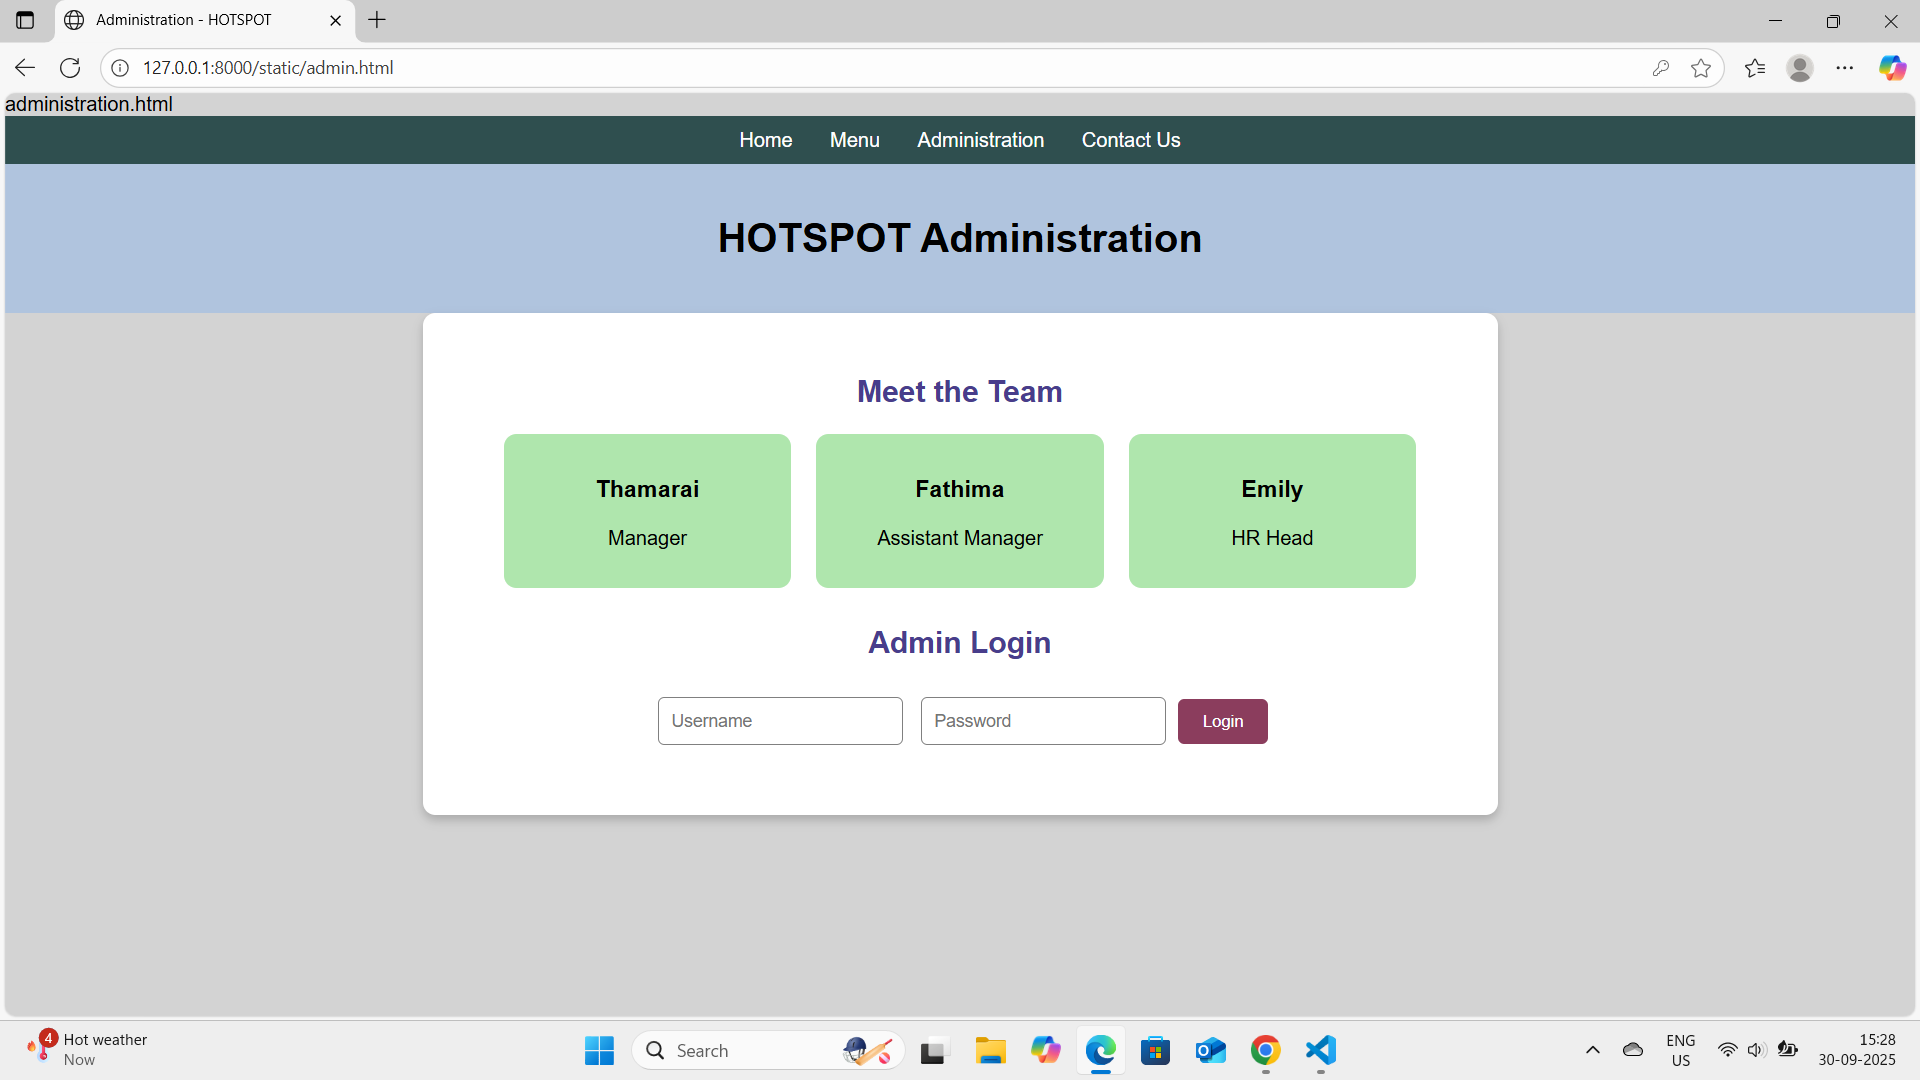 Administration - HOTSPOT
127.0.0.1:8000/static/admin.html
administration.html
Home Menu Administration Contact Us
HOTSPOT Administration
Meet the Team
Thamarai Fathima Emily
Manager Assistant Manager HR Head
Admin Login
Username Password Login
4 Hot weather
Now
Search
ENG
US
15:28
30-09-2025